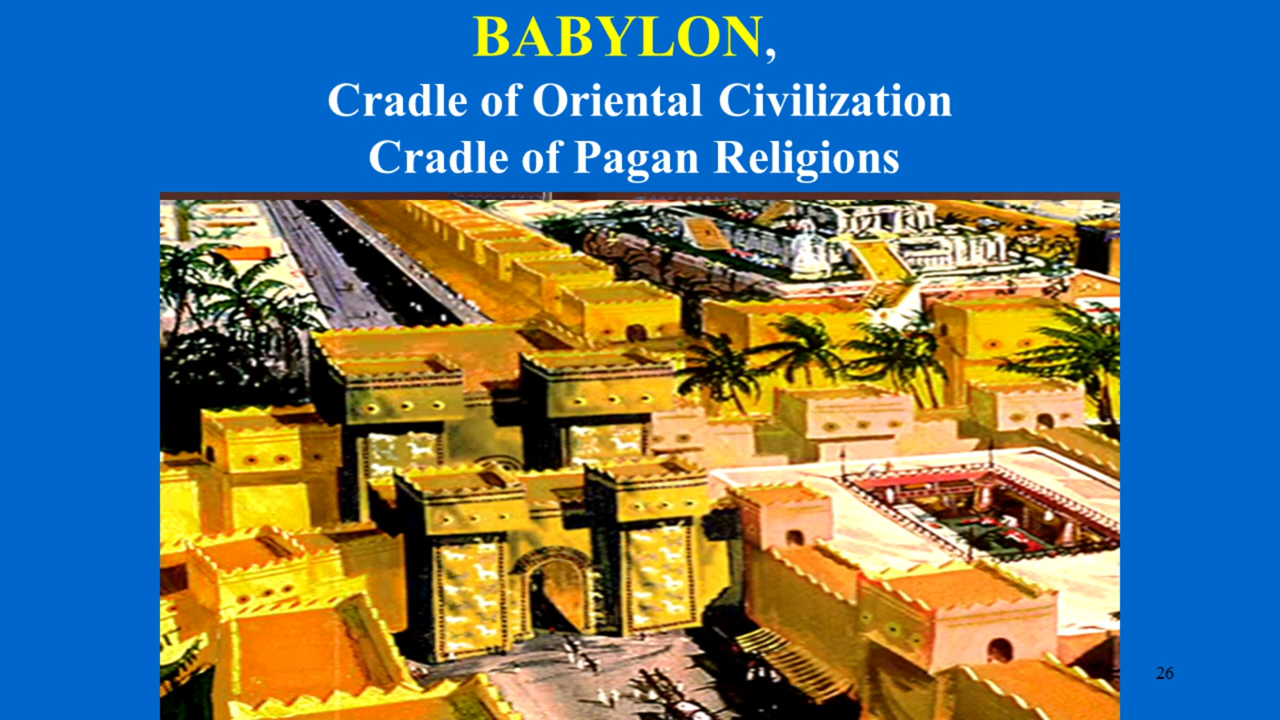 BABYLON,
Cradle of Oriental Civilization
Cradle of Pagan Religions
26